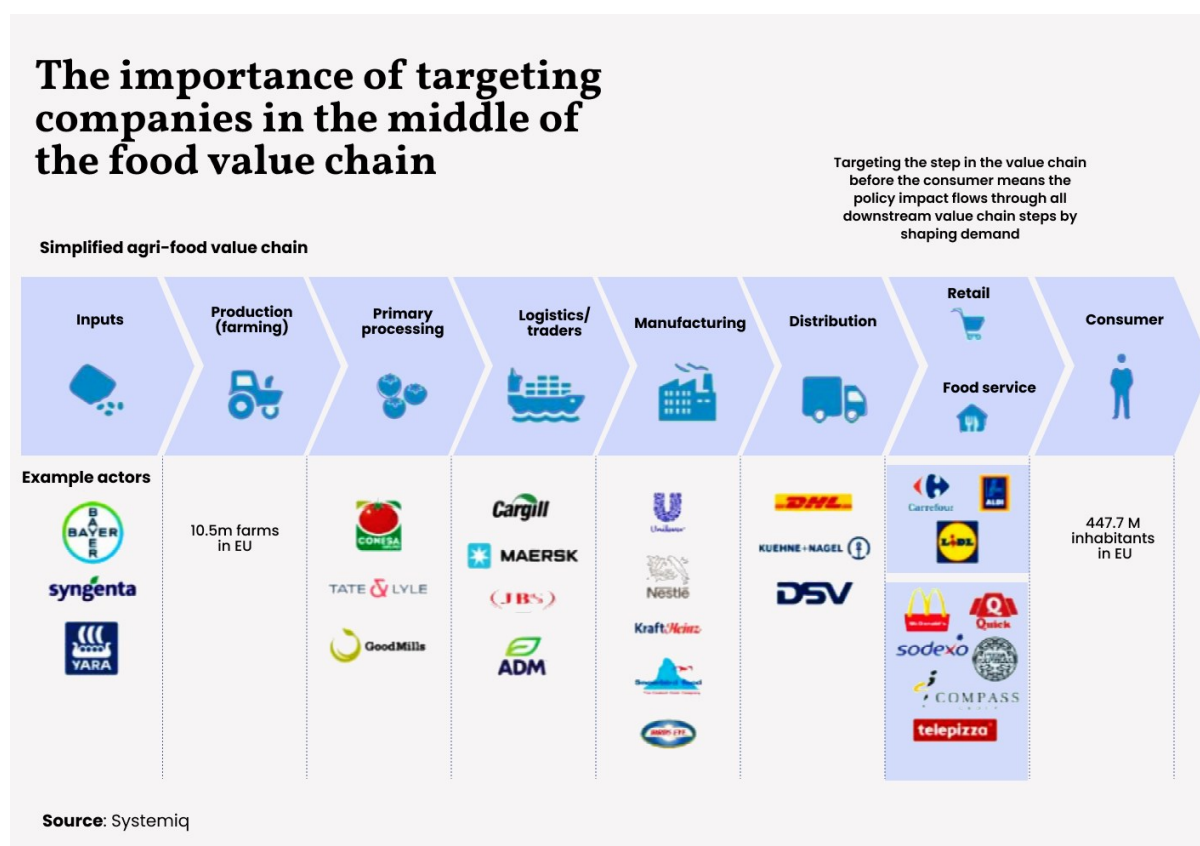 The importance of targeting
companies in the middle of
the food value chain
Targeting the step in the value chain
before the consumer means the
policy impact flows through all
downstream value chain steps by
shaping demand
Simplified agri-food value chain
Inputs
Production
(farming)
Primary
processing
Logistics/
traders
Manufacturing
Distribution
Retail
Food service
Consumer
Example actors
BAYER
BAYER
syngenta
YARA
10.5m farms
in EU
CONESA
TATE & LYLE
GoodMills
Cargill
MAERSK
JBS
ADM
Unilever
Nestlé
KraftHeinz
BIRDS EYE
DHL
KUEHNE+NAGEL
DSV
Carrefour
ALDI
LIDL
McDonald's
Q
Quick
sodexo
COMPASS
telepizza
447.7 M
inhabitants
in EU
Source: Systemiq